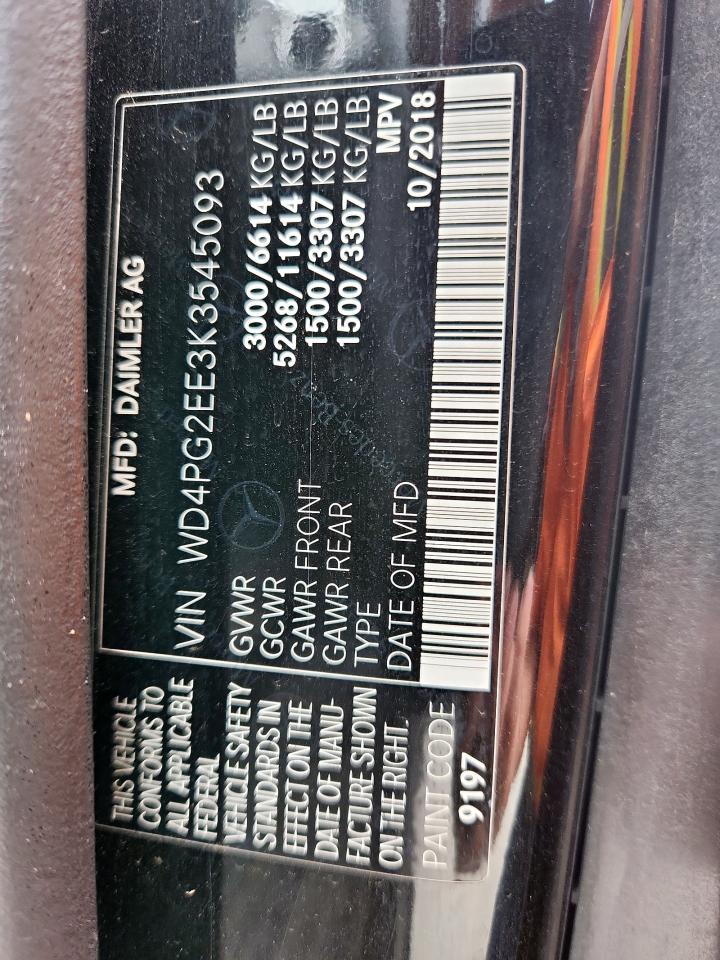 MFD: DAIMLER AG
VIN WD4PG2EE3K3545093
GVWR 3000/6614 KG/LB
GCWR 5268/11614 KG/LB
GAWR FRONT 1500/3307 KG/LB
GAWR REAR 1500/3307 KG/LB
TYPE MPV
DATE OF MFD 10/2018
THIS VEHICLE
CONFORMS TO
ALL APPLICABLE
FEDERAL
VEHICLE SAFETY
STANDARDS IN
EFFECT ON THE
DATE OF MANU-
FACTURE SHOWN
ON THE RIGHT.
PAINT CODE
9197
Mercedes-Benz